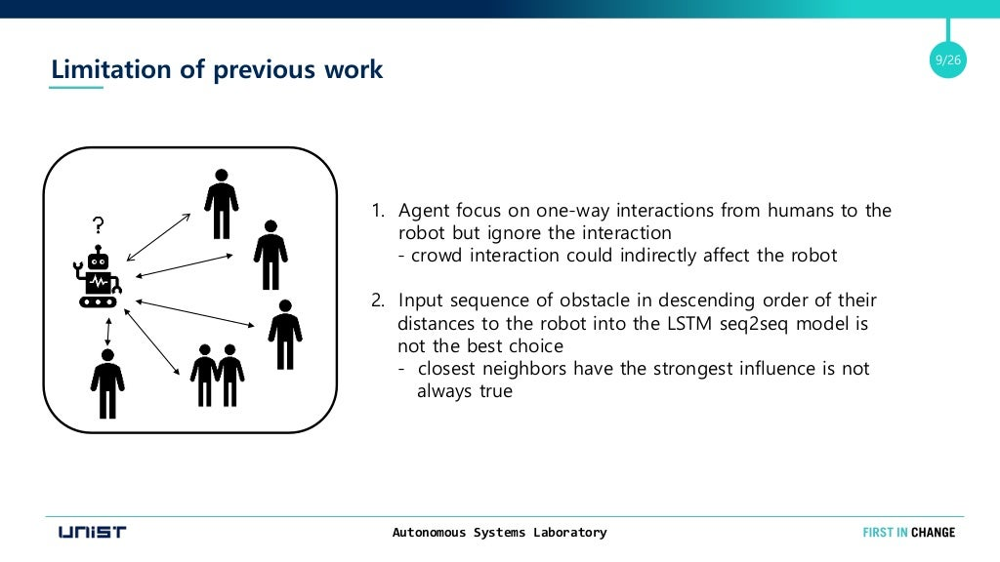 9/26
Limitation of previous work
?
1. Agent focus on one-way interactions from humans to the
robot but ignore the interaction
- crowd interaction could indirectly affect the robot
2. Input sequence of obstacle in descending order of their
distances to the robot into the LSTM seq2seq model is
not the best choice
- closest neighbors have the strongest influence is not
always true
UNIST
Autonomous Systems Laboratory
FIRST IN CHANGE